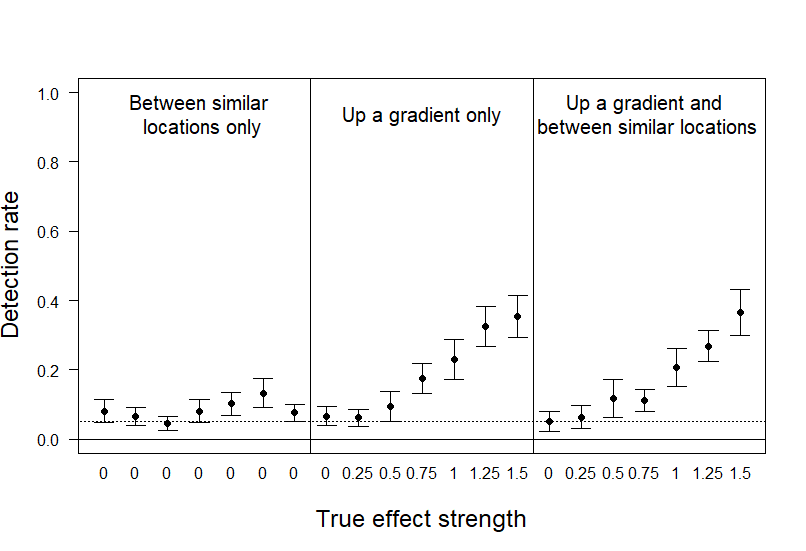 Between similar
locations only
Up a gradient only
Up a gradient and
between similar locations
1.0
0.8
0.6
0.4
0.2
0.0
Detection rate
0 0 0 0 0 0 0 0 0.25 0.5 0.75 1 1.25 1.5 0 0.25 0.5 0.75 1 1.25 1.5
True effect strength